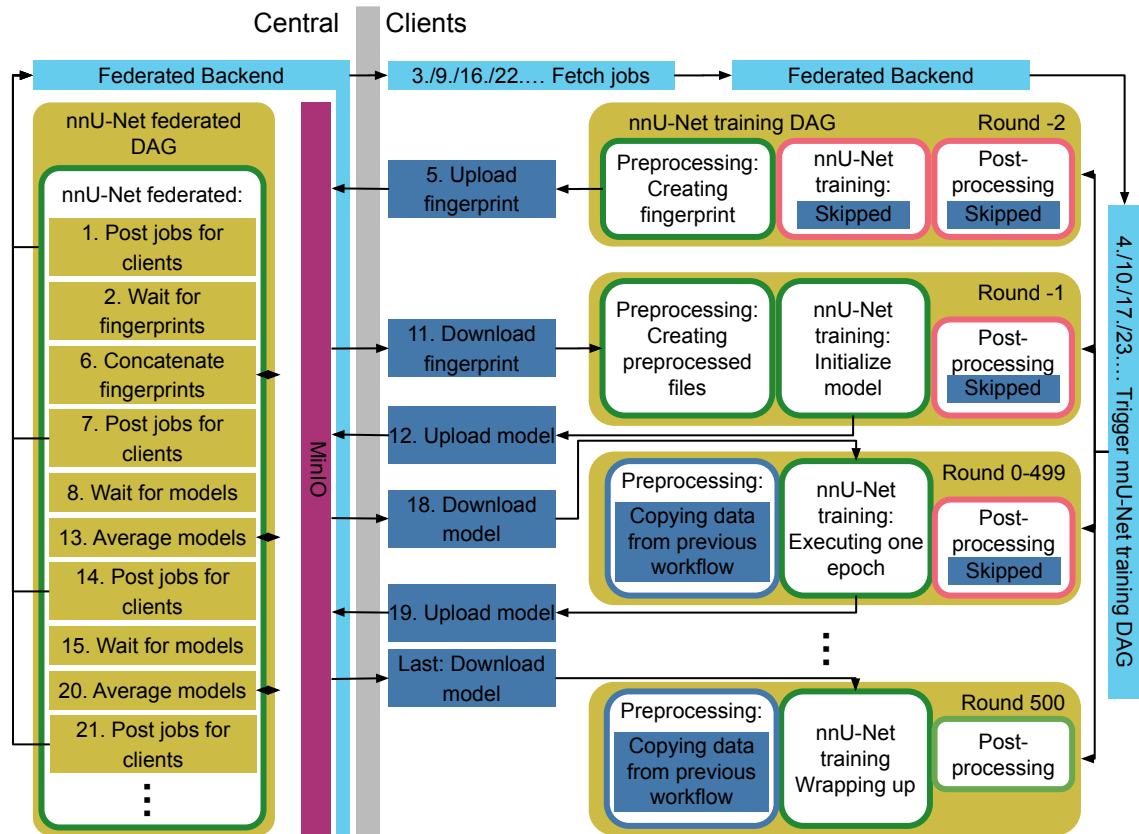 Central
Clients
Federated Backend
3./9./16./22.… Fetch jobs
Federated Backend
nnU-Net federated
DAG
nnU-Net federated:
1. Post jobs for
clients
2. Wait for
fingerprints
6. Concatenate
fingerprints
7. Post jobs for
clients
8. Wait for models
13. Average models
14. Post jobs for
clients
15. Wait for models
20. Average models
21. Post jobs for
clients
MinIO
5. Upload
fingerprint
11. Download
fingerprint
12. Upload model
18. Download
model
19. Upload model
Last: Download
model
nnU-Net training DAG
Round -2
Preprocessing:
Creating
fingerprint
nnU-Net
training:
Skipped
Post-
processing
Skipped
Round -1
Preprocessing:
Creating
preprocessed
files
nnU-Net
training:
Initialize
model
Post-
processing
Skipped
Round 0-499
Preprocessing:
Copying data
from previous
workflow
nnU-Net
training:
Executing one
epoch
Post-
processing
Skipped
Round 500
Preprocessing:
Copying data
from previous
workflow
nnU-Net
training
Wrapping up
Post-
processing
4./10./17./23.… Trigger nnU-Net training DAG